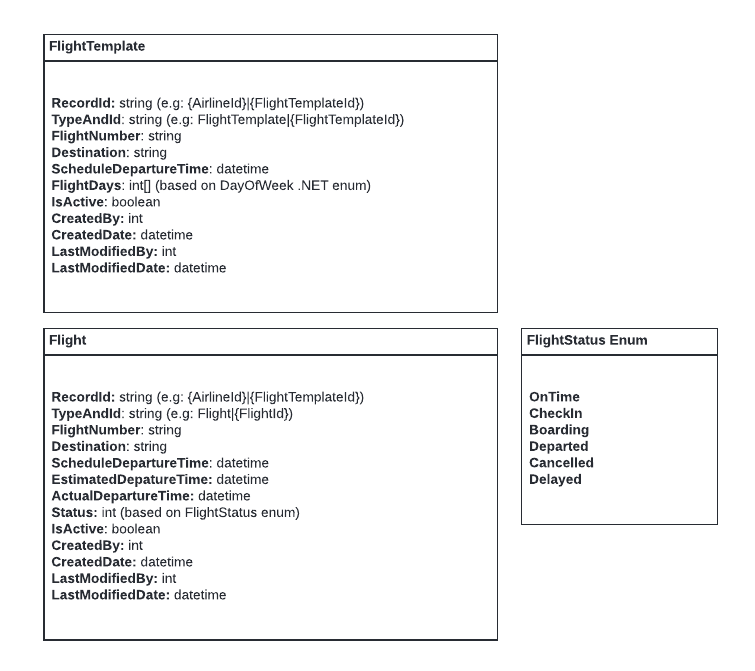 FlightTemplate
RecordId: string (e.g: {AirlineId}|{FlightTemplateId})
TypeAndId: string (e.g: FlightTemplate|{FlightTemplateId})
FlightNumber: string
Destination: string
ScheduleDepartureTime: datetime
FlightDays: int[] (based on DayOfWeek .NET enum)
IsActive: boolean
CreatedBy: int
CreatedDate: datetime
LastModifiedBy: int
LastModifiedDate: datetime
Flight
RecordId: string (e.g: {AirlineId}|{FlightTemplateId})
TypeAndId: string (e.g: Flight|{FlightId})
FlightNumber: string
Destination: string
ScheduleDepartureTime: datetime
EstimatedDepatureTime: datetime
ActualDepartureTime: datetime
Status: int (based on FlightStatus enum)
IsActive: boolean
CreatedBy: int
CreatedDate: datetime
LastModifiedBy: int
LastModifiedDate: datetime
FlightStatus Enum
OnTime
CheckIn
Boarding
Departed
Cancelled
Delayed